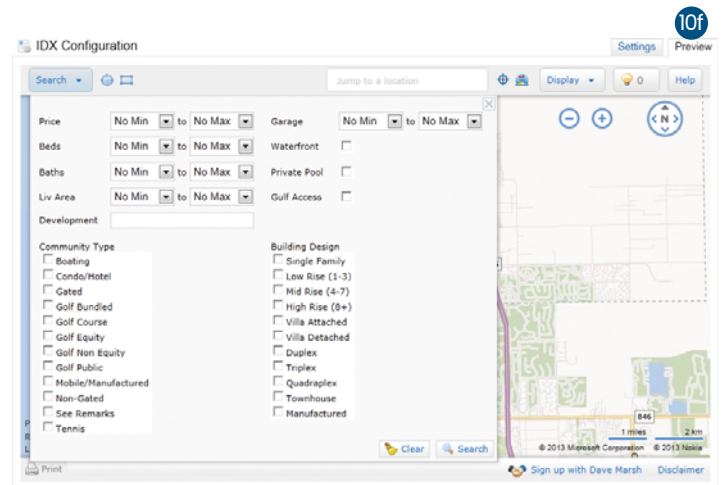 10f
IDX Configuration
Settings
Preview
Search
Jump to a location
Display
0
Help
Price No Min to No Max Garage No Min to No Max
Beds No Min to No Max Waterfront
Baths No Min to No Max Private Pool
Liv Area No Min to No Max Gulf Access
Development
N
Community Type
Boating
Condo/Hotel
Gated
Golf Bundled
Golf Course
Golf Equity
Golf Non Equity
Golf Public
Mobile/Manufactured
Non-Gated
See Remarks
Tennis
Building Design
Single Family
Low Rise (1-3)
Mid Rise (4-7)
High Rise (8+)
Villa Attached
Villa Detached
Duplex
Triplex
Quadraplex
Townhouse
Manufactured
Clear
Search
846
1 miles 2 km
© 2013 Microsoft Corporation © 2013 Nokia
P
R
L
Print
Sign up with Dave Marsh Disclaimer